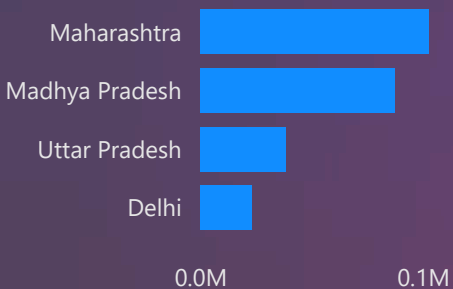 Maharashtra
Madhya Pradesh
Uttar Pradesh
Delhi
0.0M 0.1M